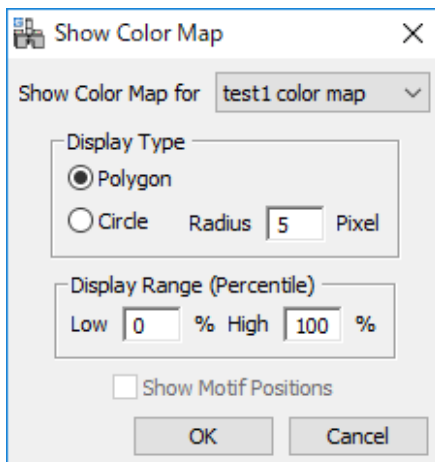 Show Color Map
Show Color Map for test1 color map
Display Type
Polygon
Circle Radius 5 Pixel
Display Range (Percentile)
Low 0 % High 100 %
Show Motif Positions
OK Cancel